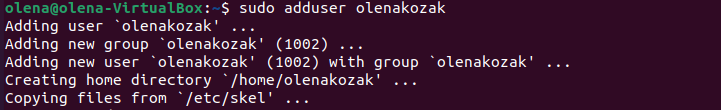 olena@olena-VirtualBox:~$ sudo adduser olenakozak
Adding user `olenakozak' ...
Adding new group `olenakozak' (1002) ...
Adding new user `olenakozak' (1002) with group `olenakozak' ...
Creating home directory `/home/olenakozak' ...
Copying files from `/etc/skel' ...